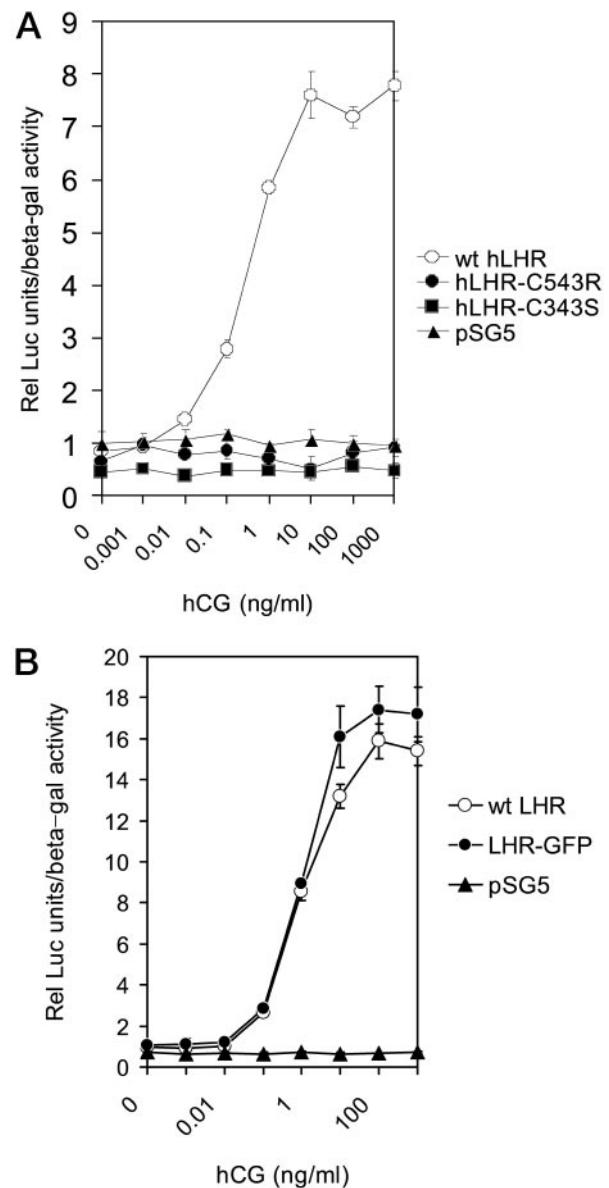 A
9
8
7
6
5
4
3
2
1
0
Rel Luc units/beta-gal activity
0
0.001
0.01
0.1
1
10
100
1000
hCG (ng/ml)
wt hLHR
hLHR-C543R
hLHR-C343S
pSG5
B
20
18
16
14
12
10
8
6
4
2
0
Rel Luc units/beta-gal activity
0
0.01
1
100
hCG (ng/ml)
wt LHR
LHR-GFP
pSG5